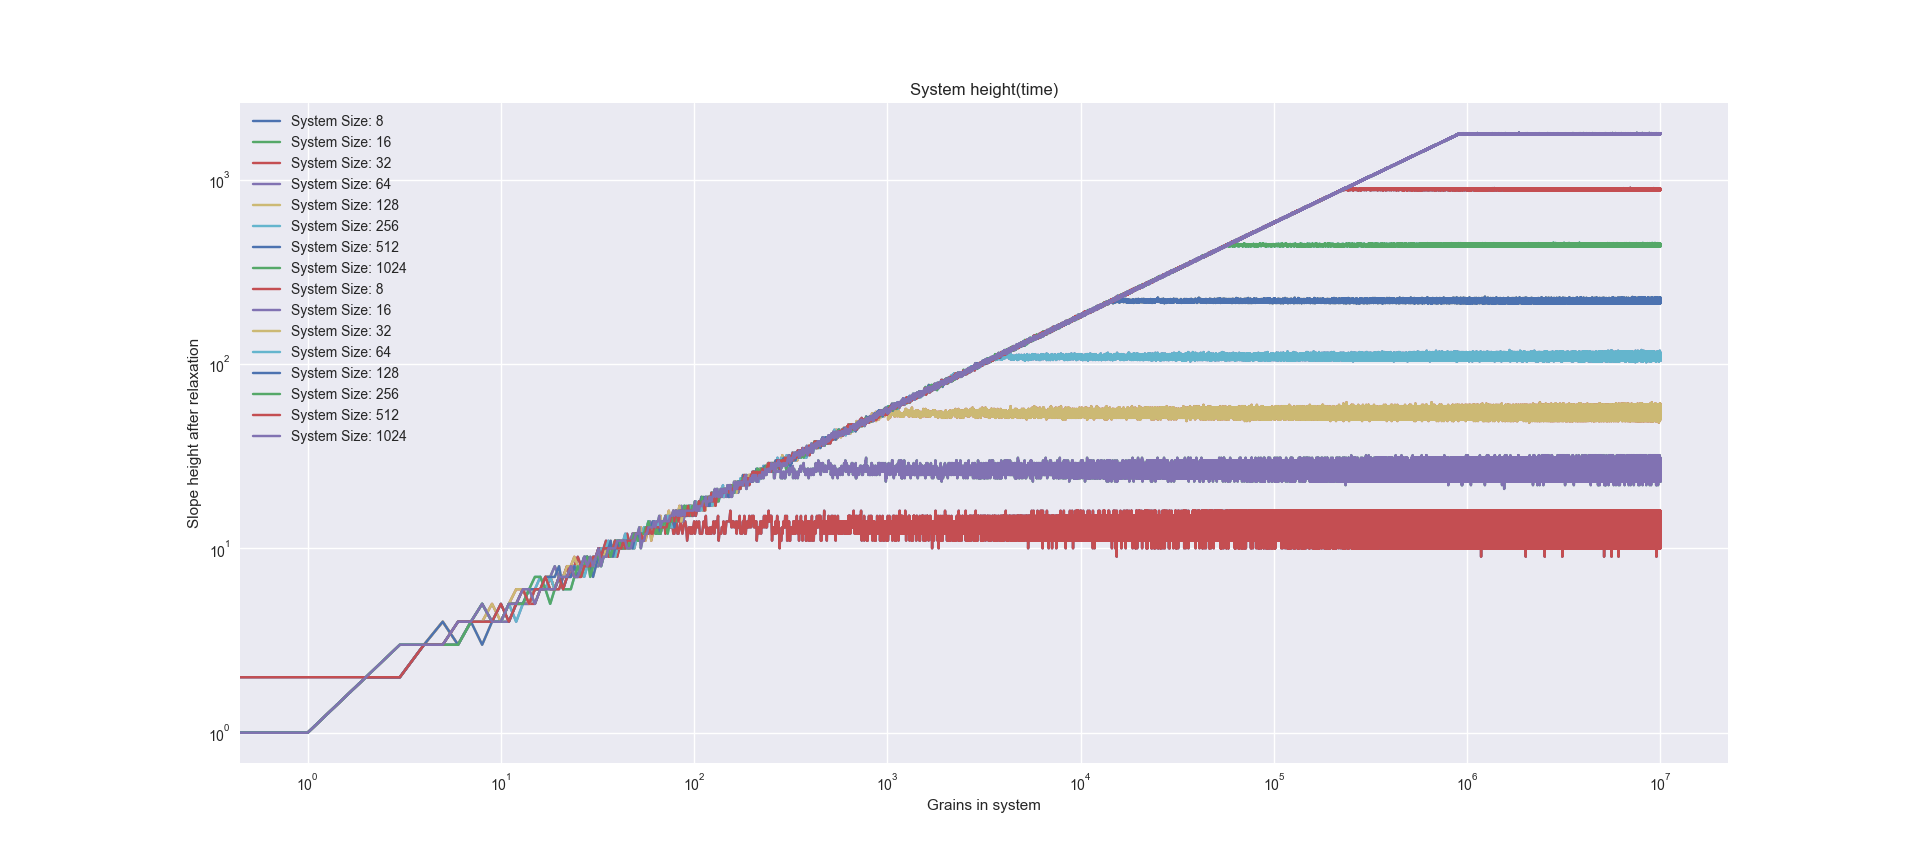 System height(time)
System Size: 8
System Size: 16
System Size: 32
System Size: 64
System Size: 128
System Size: 256
System Size: 512
System Size: 1024
System Size: 8
System Size: 16
System Size: 32
System Size: 64
System Size: 128
System Size: 256
System Size: 512
System Size: 1024
Slope height after relaxation
10³
10²
10¹
10⁰
10⁰ 10¹ 10² 10³ 10⁴ 10⁵ 10⁶ 10⁷
Grains in system